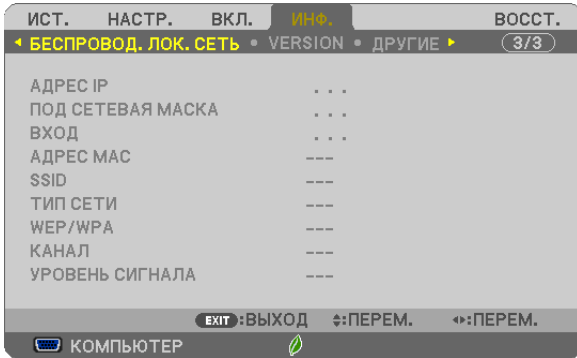 ИСТ. НАСТР. ВКЛ. ИНФ. ВОССТ.
БЕСПРОВОД. ЛОК. СЕТЬ • VERSION • ДРУГИЕ 3/3
АДРЕС IP . . .
ПОД СЕТЕВАЯ МАСКА . . .
ВХОД . . .
АДРЕС MAC ---
SSID ---
ТИП СЕТИ ---
WEP/WPA ---
КАНАЛ ---
УРОВЕНЬ СИГНАЛА ---
EXIT :ВЫХОД :ПЕРЕМ. :ПЕРЕМ.
КОМПЬЮТЕР